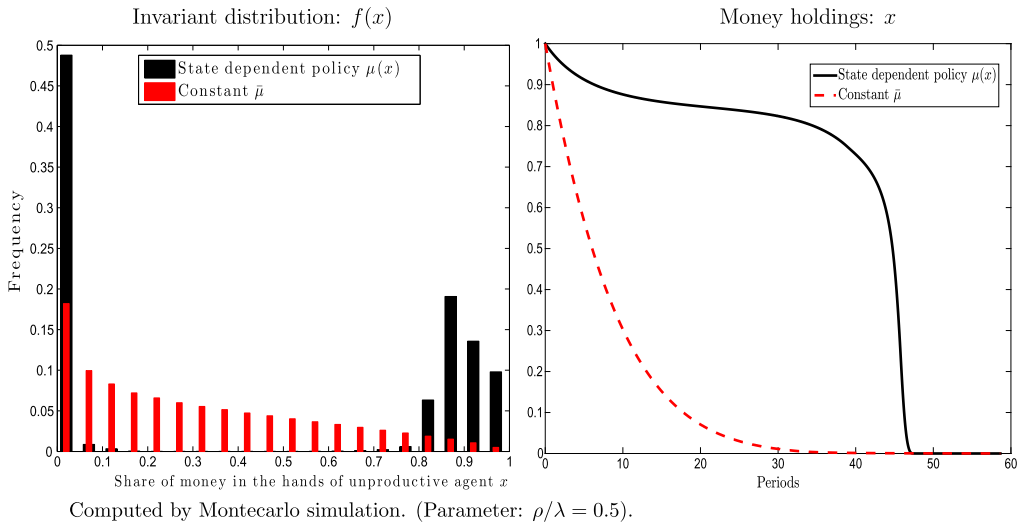 Invariant distribution: f(x)
Money holdings: x
State dependent policy μ(x)
Constant μ̄
Frequency
0.5
0.45
0.4
0.35
0.3
0.25
0.2
0.15
0.1
0.05
0
0 0.1 0.2 0.3 0.4 0.5 0.6 0.7 0.8 0.9 1
Share of money in the hands of unproductive agent x
State dependent policy μ(x)
Constant μ̄
1
0.9
0.8
0.7
0.6
0.5
0.4
0.3
0.2
0.1
0
0 10 20 30 40 50 60
Periods
Computed by Montecarlo simulation. (Parameter: ρ/λ = 0.5).